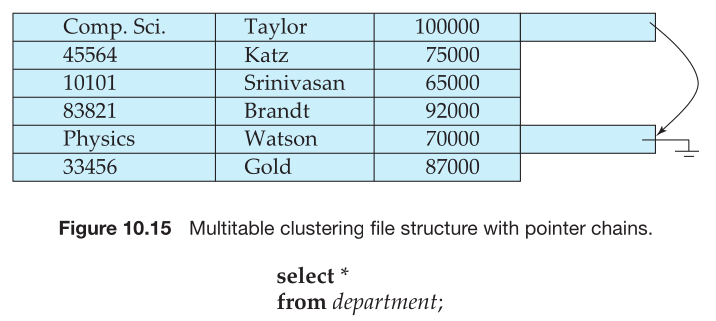 Comp. Sci. Taylor 100000
45564 Katz 75000
10101 Srinivasan 65000
83821 Brandt 92000
Physics Watson 70000
33456 Gold 87000
Figure 10.15 Multitable clustering file structure with pointer chains.
select *
from department;